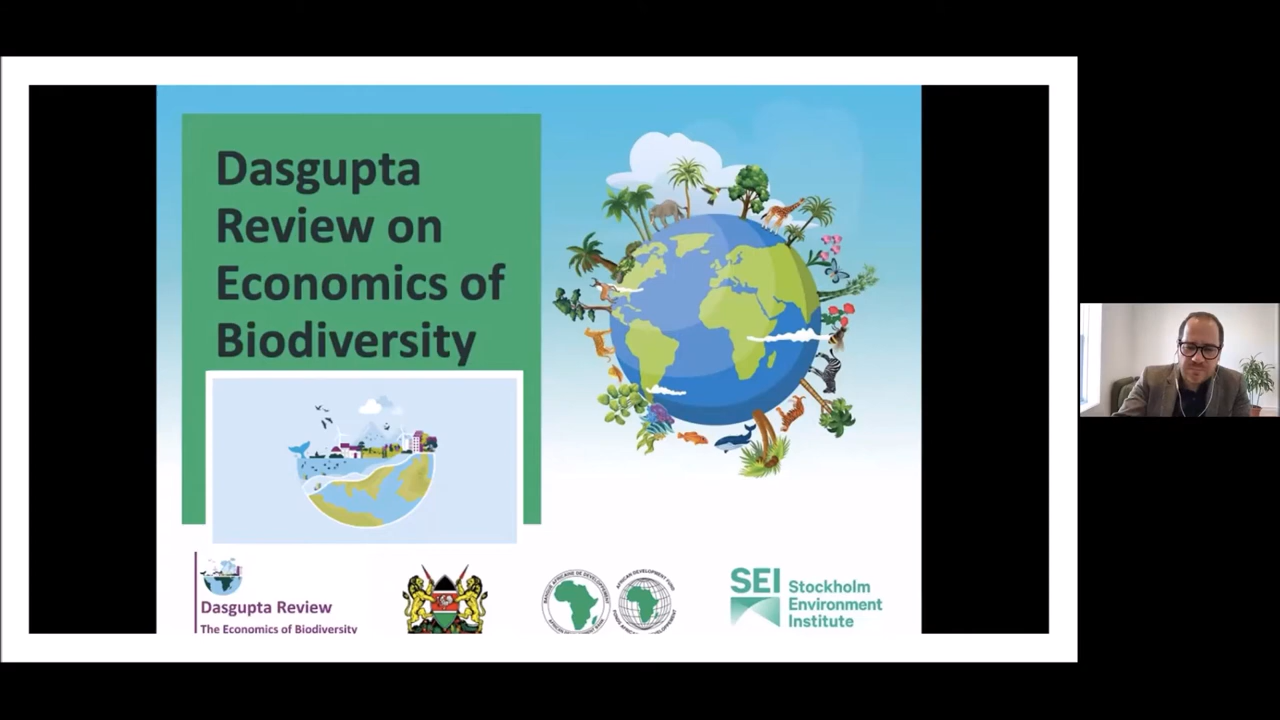 Dasgupta
Review on
Economics of
Biodiversity
Dasgupta Review
The Economics of Biodiversity
SEI Stockholm
Environment
Institute